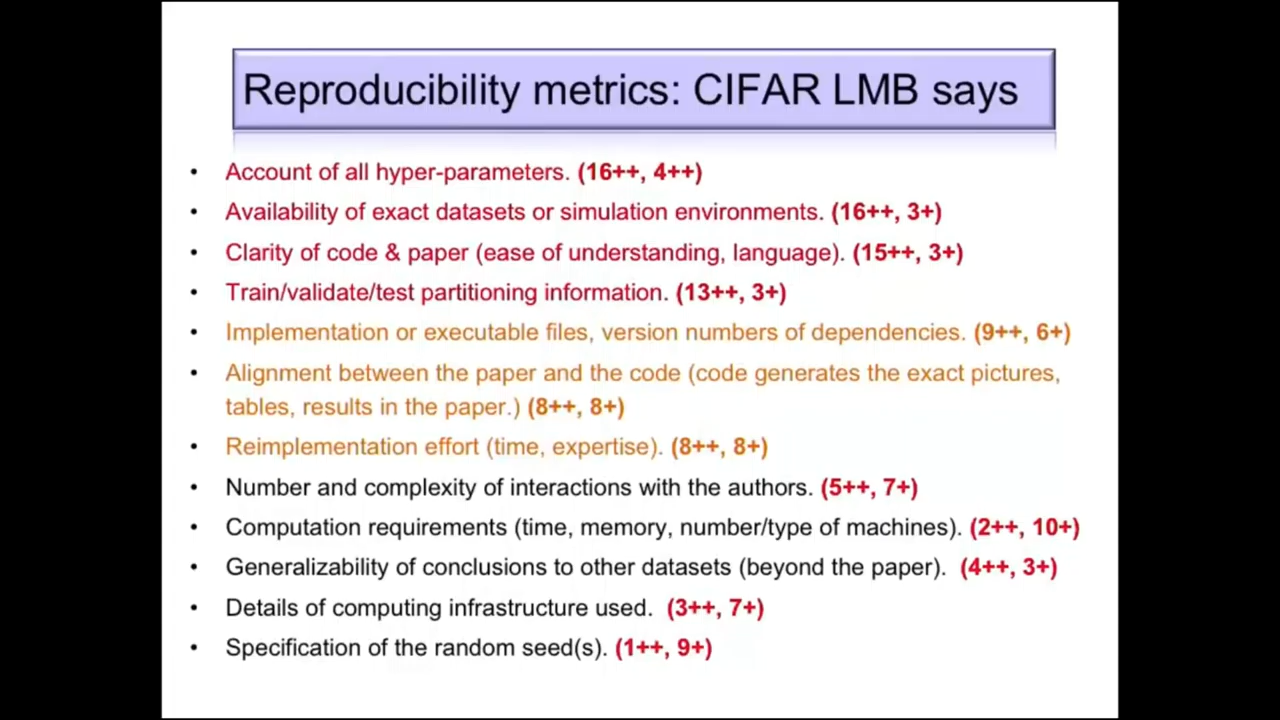 Reproducibility metrics: CIFAR LMB says
• Account of all hyper-parameters. (16++, 4++)
• Availability of exact datasets or simulation environments. (16++, 3+)
• Clarity of code & paper (ease of understanding, language). (15++, 3+)
• Train/validate/test partitioning information. (13++, 3+)
• Implementation or executable files, version numbers of dependencies. (9++, 6+)
• Alignment between the paper and the code (code generates the exact pictures,
tables, results in the paper.) (8++, 8+)
• Reimplementation effort (time, expertise). (8++, 8+)
• Number and complexity of interactions with the authors. (5++, 7+)
• Computation requirements (time, memory, number/type of machines). (2++, 10+)
• Generalizability of conclusions to other datasets (beyond the paper). (4++, 3+)
• Details of computing infrastructure used. (3++, 7+)
• Specification of the random seed(s). (1++, 9+)